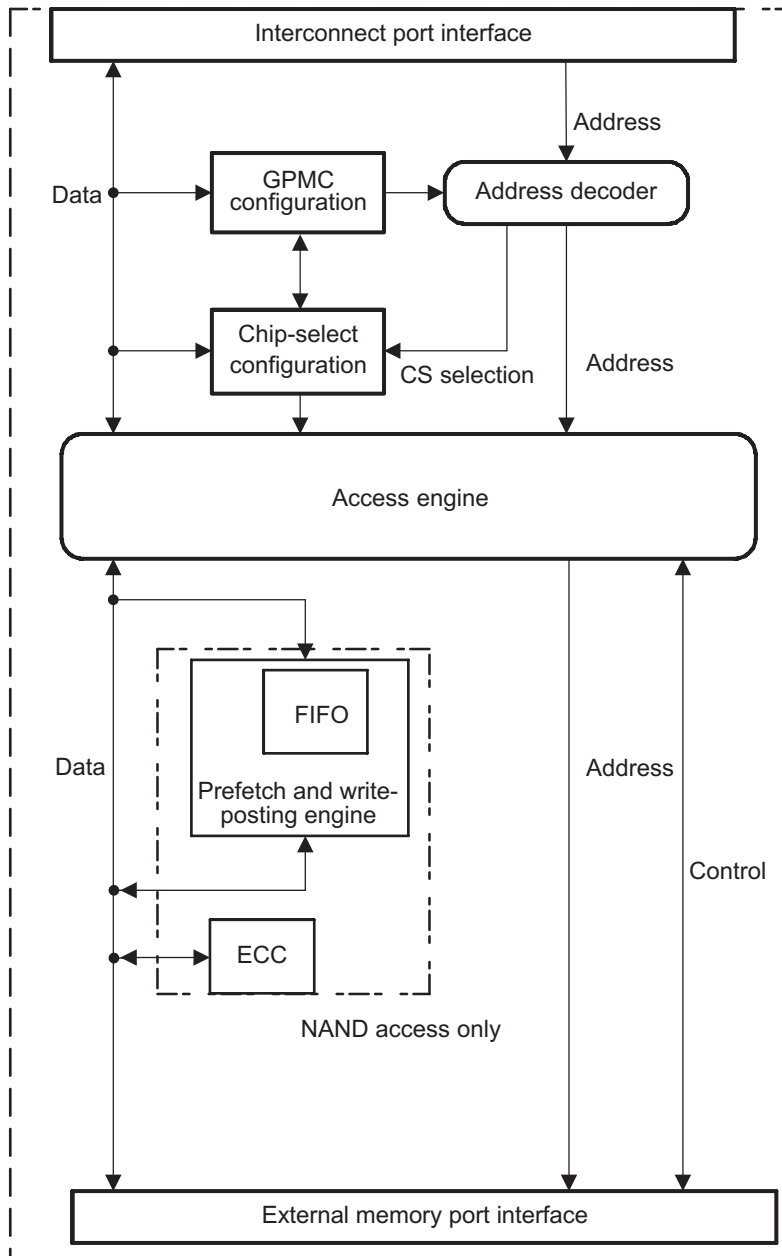 Interconnect port interface
Address
Data
GPMC
configuration
Address decoder
Chip-select
configuration
CS selection
Address
Access engine
FIFO
Data
Prefetch and write-
posting engine
Address
Control
ECC
NAND access only
External memory port interface